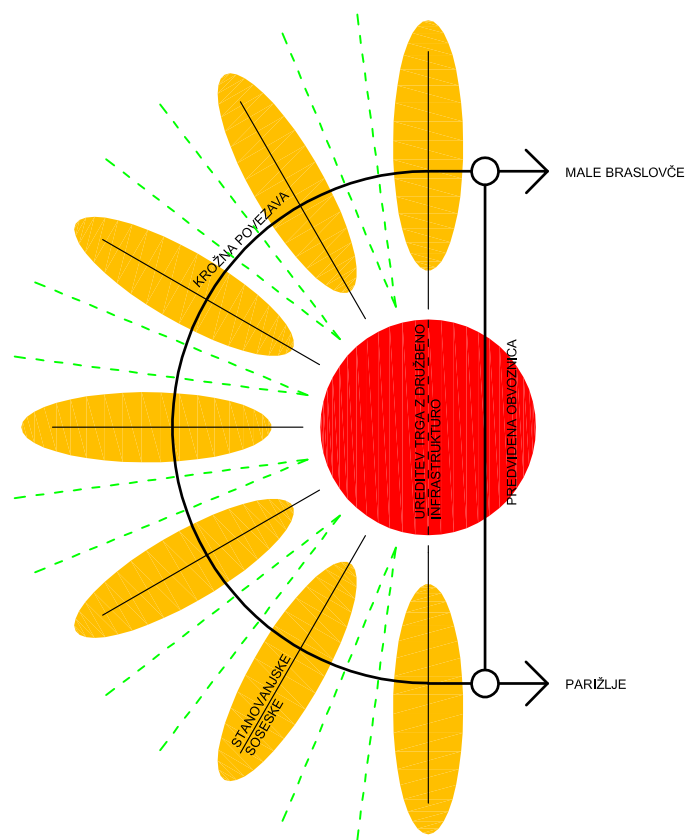 MALE BRASLOVČE
KROŽNA POVEZAVA
UREDITEV TRGA Z DRUŽBENO
INFRASTRUKTURO
PREDVIDENA OBVOZNICA
STANOVANJSKE
SOSESKE
PARIŽLJE